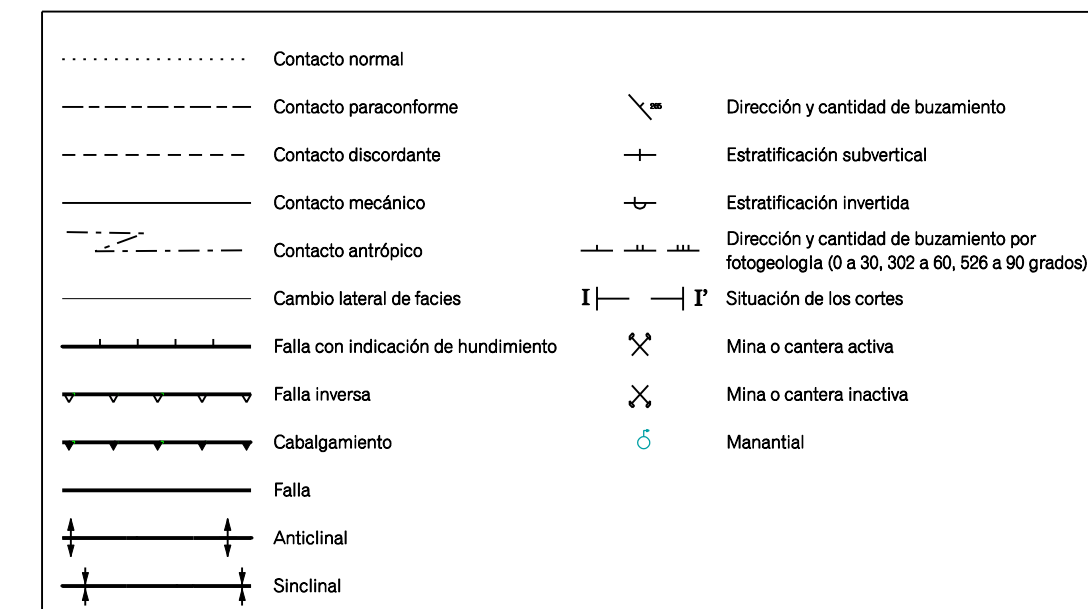 Contacto normal
Contacto paraconforme
Contacto discordante
Contacto mecánico
Contacto antrópico
Cambio lateral de facies
Falla con indicación de hundimiento
Falla inversa
Cabalgamiento
Falla
Anticlinal
Sinclinal
265
Dirección y cantidad de buzamiento
Estratificación subvertical
Estratificación invertida
Dirección y cantidad de buzamiento por
fotogeología (0 a 30, 302 a 60, 526 a 90 grados)
I I' Situación de los cortes
Mina o cantera activa
Mina o cantera inactiva
Manantial